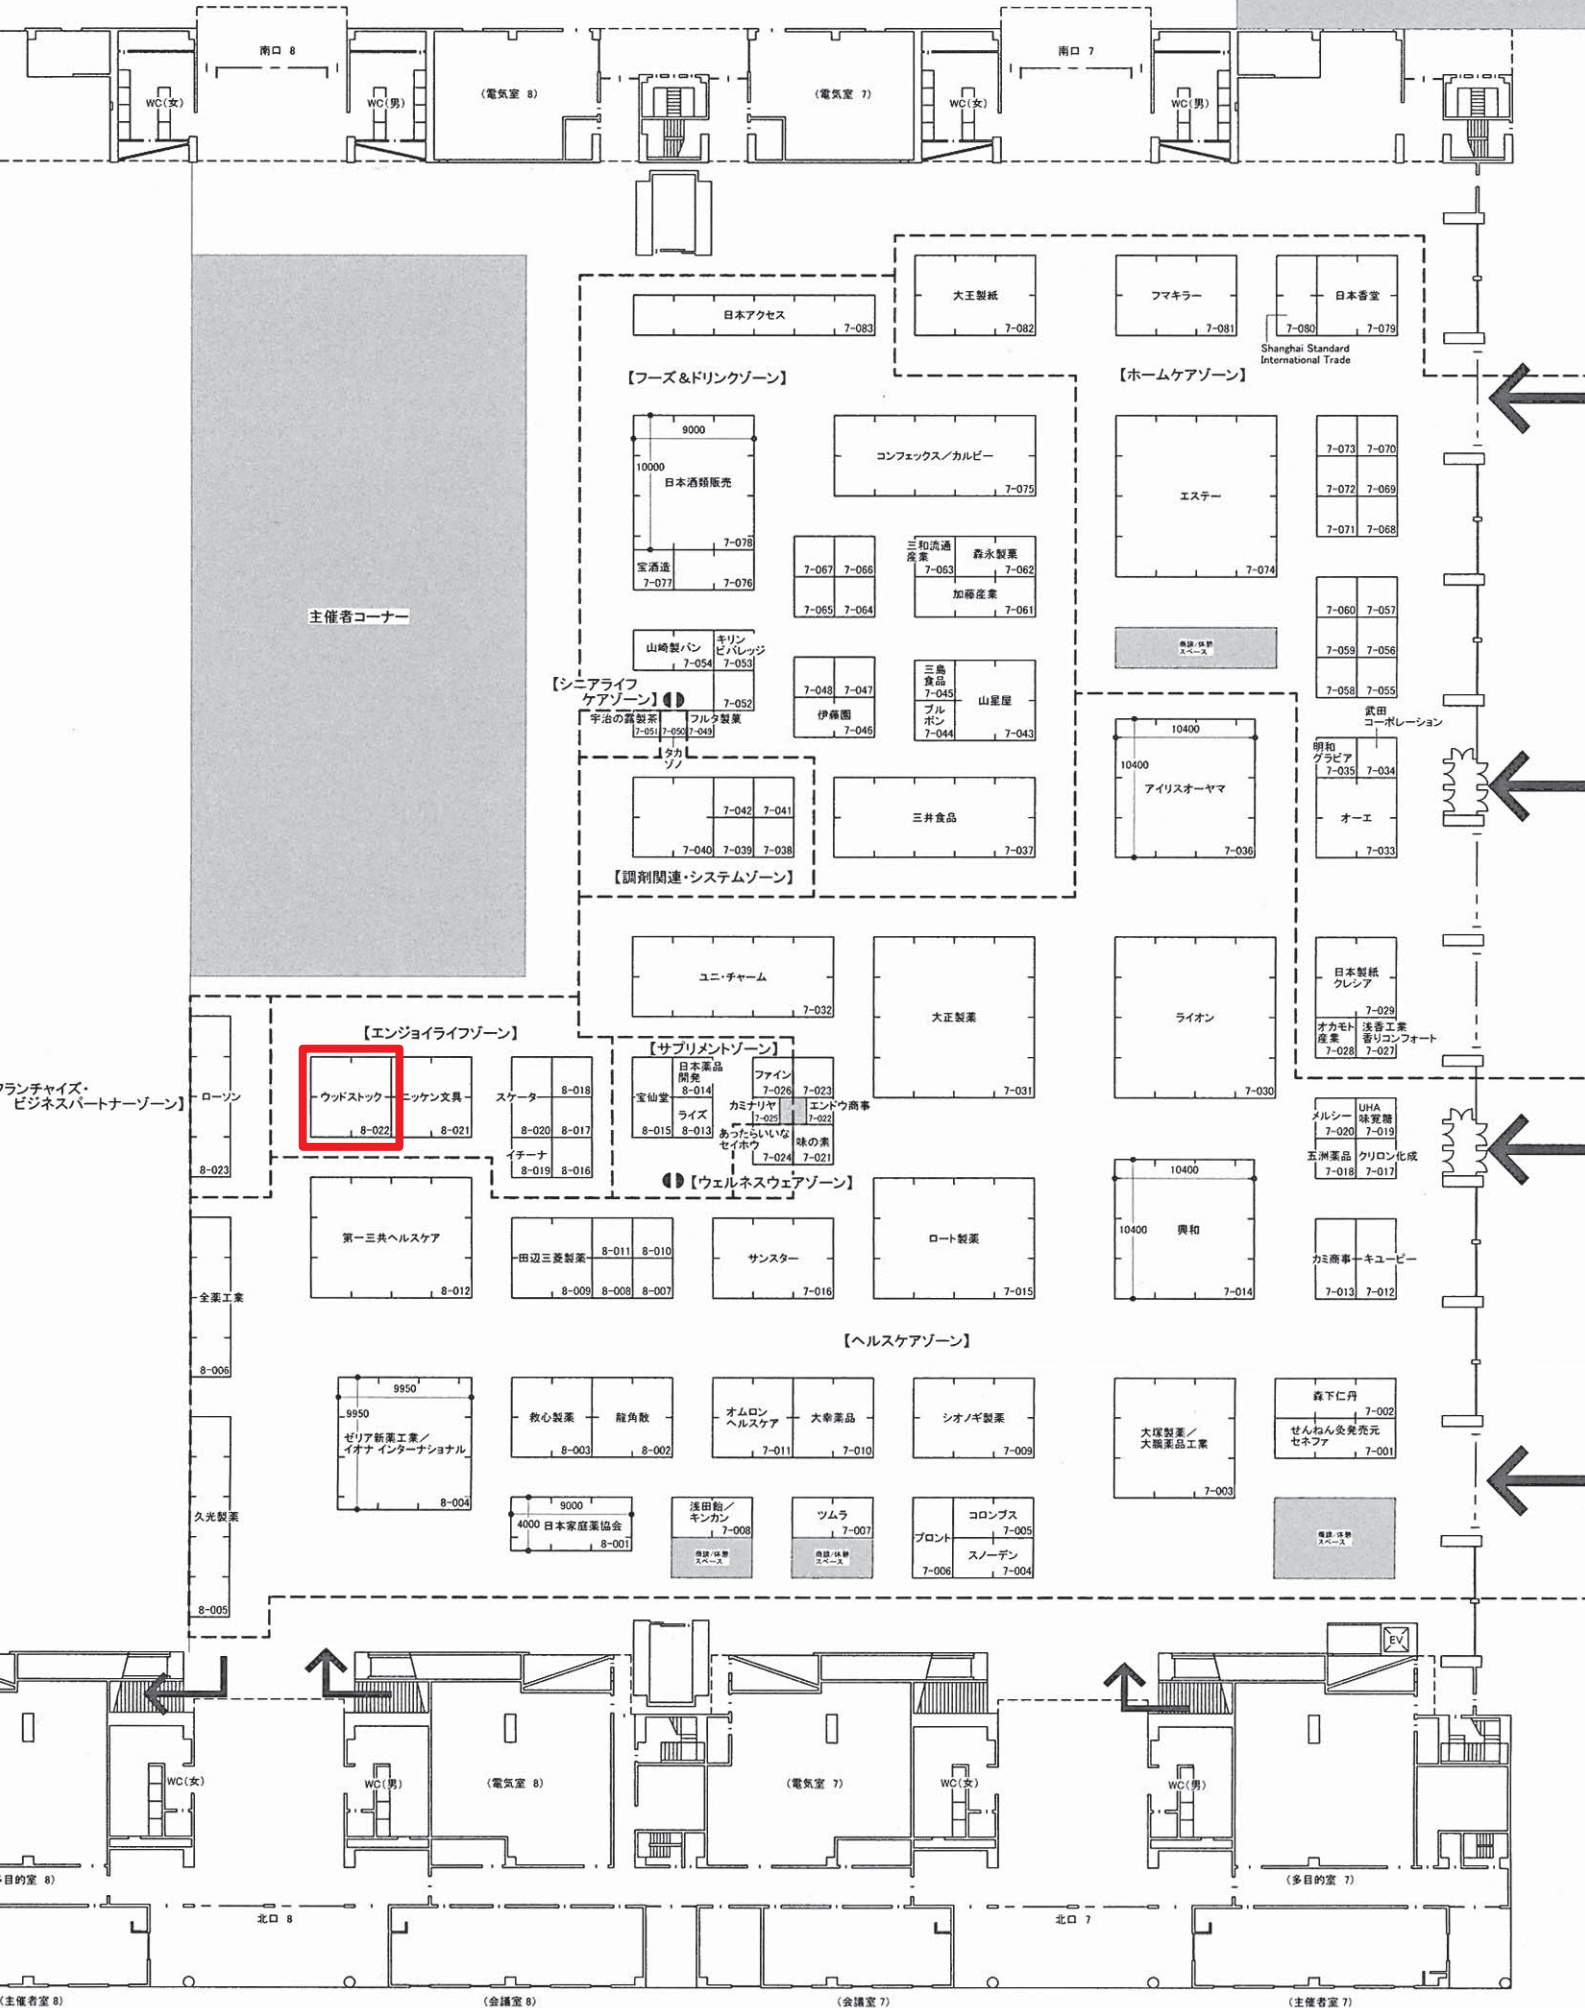 南口 8
南口 7
WC(女)
WC(男)
(電気室 8)
(電気室 7)
WC(女)
WC(男)
大王製紙
7-082
フマキラー
7-081
日本香堂
7-080
7-079
Shanghai Standard
International Trade
日本アクセス
7-083
【フーズ&ドリンクゾーン】
【ホームケアゾーン】
9000
10000
日本酒類販売
7-078
宝酒造
7-077
7-076
コンフェックス/カルビー
7-075
エステー
7-074
7-073
7-070
7-072
7-069
7-071
7-068
7-067
7-066
7-065
7-064
三和流通
産業
7-063
森永製菓
7-062
加藤産業
7-061
主催者コーナー
7-060
7-057
7-059
7-056
7-058
7-055
商談/休憩
スペース
山崎製パン
7-054
キリン
ビバレッジ
7-053
7-052
【シニアライフ
ケアゾーン】
宇治の露製茶
7-051
7-050
フルタ製菓
7-049
タカ
ゾノ
7-048
7-047
伊藤園
7-046
三島
食品
7-045
ブル
ボン
7-044
山星屋
7-043
武田
コーポレーション
明和
グラビア
7-035
7-034
オーエ
7-033
10400
10400
アイリスオーヤマ
7-036
7-042
7-041
7-040
7-039
7-038
三井食品
7-037
【調剤関連・システムゾーン】
ユニ・チャーム
7-032
大正製薬
7-031
ライオン
7-030
日本製紙
クレシア
7-029
オカモト
産業
7-028
浅香工業
香りコンフォート
7-027
フランチャイズ・
ビジネスパートナーゾーン】
ローソン
8-023
【エンジョイライフゾーン】
ウッドストック
8-022
ニッケン文具
8-021
スケーター
8-020
8-018
8-017
イチーナ
8-019
8-016
【サプリメントゾーン】
宝仙堂
8-015
日本薬品
開発
8-014
ライズ
8-013
ファイン
7-026
7-023
カミナリヤ
7-025
エンドウ商事
7-022
あったらいいな
セイホウ
7-024
味の素
7-021
【ウェルネスウェアゾーン】
メルシー
7-020
UHA
味覚糖
7-019
五洲薬品
7-018
クリロン化成
7-017
第一三共ヘルスケア
8-012
田辺三菱製薬
8-009
8-011
8-010
8-008
8-007
サンスター
7-016
ロート製薬
7-015
10400
10400
興和
7-014
カミ商事
7-013
キユーピー
7-012
全薬工業
8-006
【ヘルスケアゾーン】
9950
9950
ゼリア新薬工業/
イオナ インターナショナル
8-004
救心製薬
8-003
龍角散
8-002
オムロン
ヘルスケア
7-011
大幸薬品
7-010
シオノギ製薬
7-009
大塚製薬/
大鵬薬品工業
7-003
森下仁丹
7-002
せんねん灸発売元
セネファ
7-001
久光製薬
8-005
9000
4000
日本家庭薬協会
8-001
浅田飴/
キンカン
7-008
商談/休憩
スペース
ツムラ
7-007
商談/休憩
スペース
プロント
7-006
コロンブス
7-005
スノーデン
7-004
商談/休憩
スペース
EV
WC(女)
WC(男)
(電気室 8)
(電気室 7)
WC(女)
WC(男)
多目的室 8)
(多目的室 7)
北口 8
北口 7
(主催者室 8)
(会議室 8)
(会議室 7)
(主催者室 7)